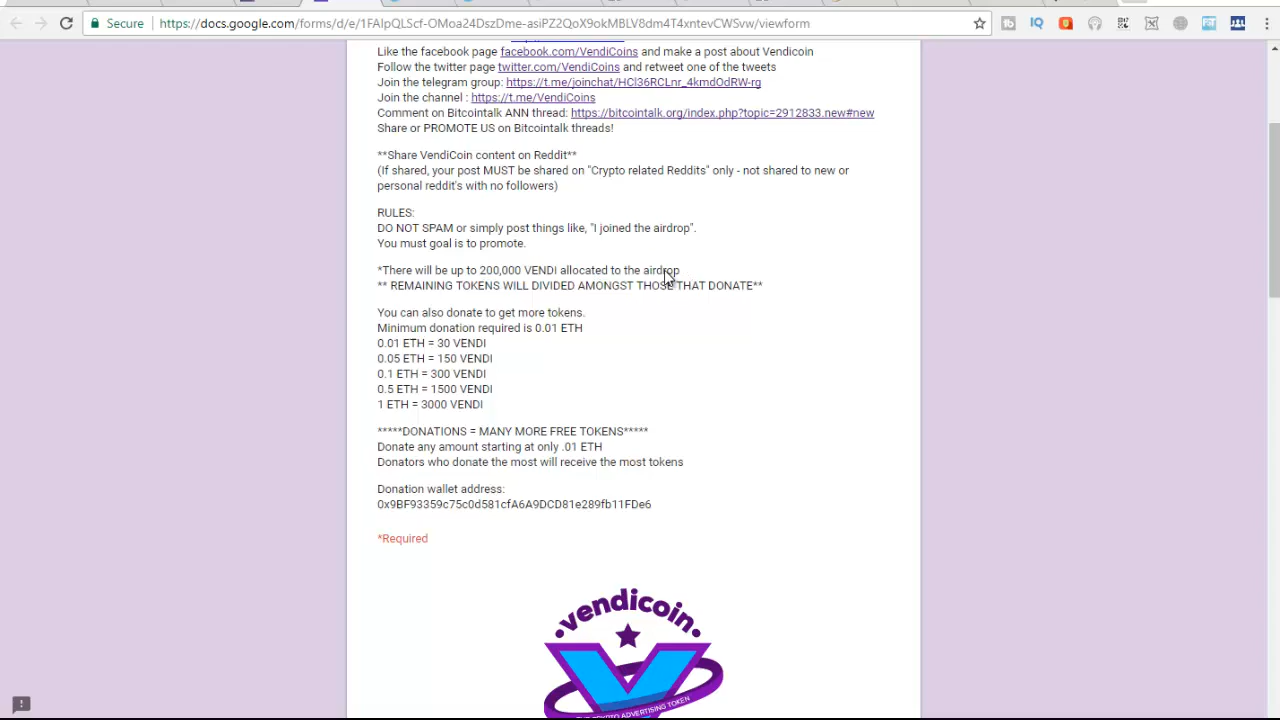 Secure
https://docs.google.com/forms/d/e/1FAIpQLScf-OMoa24DszDme-asiPZ2QoX9okMBLV8dm4T4xntevCWSvw/viewform
Like the facebook page facebook.com/VendiCoins and make a post about Vendicoin
Follow the twitter page twitter.com/VendiCoins and retweet one of the tweets
Join the telegram group: https://t.me/joinchat/HCl36RCLnr_4kmdOdRW-rg
Join the channel : https://t.me/VendiCoins
Comment on Bitcointalk ANN thread: https://bitcointalk.org/index.php?topic=2912833.new#new
Share or PROMOTE US on Bitcointalk threads!
**Share VendiCoin content on Reddit**
(If shared, your post MUST be shared on "Crypto related Reddits" only - not shared to new or
personal reddit's with no followers)
RULES:
DO NOT SPAM or simply post things like, "I joined the airdrop".
You must goal is to promote.
*There will be up to 200,000 VENDI allocated to the airdrop
** REMAINING TOKENS WILL DIVIDED AMONGST THOSE THAT DONATE**
You can also donate to get more tokens.
Minimum donation required is 0.01 ETH
0.01 ETH = 30 VENDI
0.05 ETH = 150 VENDI
0.1 ETH = 300 VENDI
0.5 ETH = 1500 VENDI
1 ETH = 3000 VENDI
*****DONATIONS = MANY MORE FREE TOKENS*****
Donate any amount starting at only .01 ETH
Donators who donate the most will receive the most tokens
Donation wallet address:
0x9BF93359c75c0d581cfA6A9DCD81e289fb11FDe6
*Required
vendicoin
CRYPTO ADVERTISING TOKEN